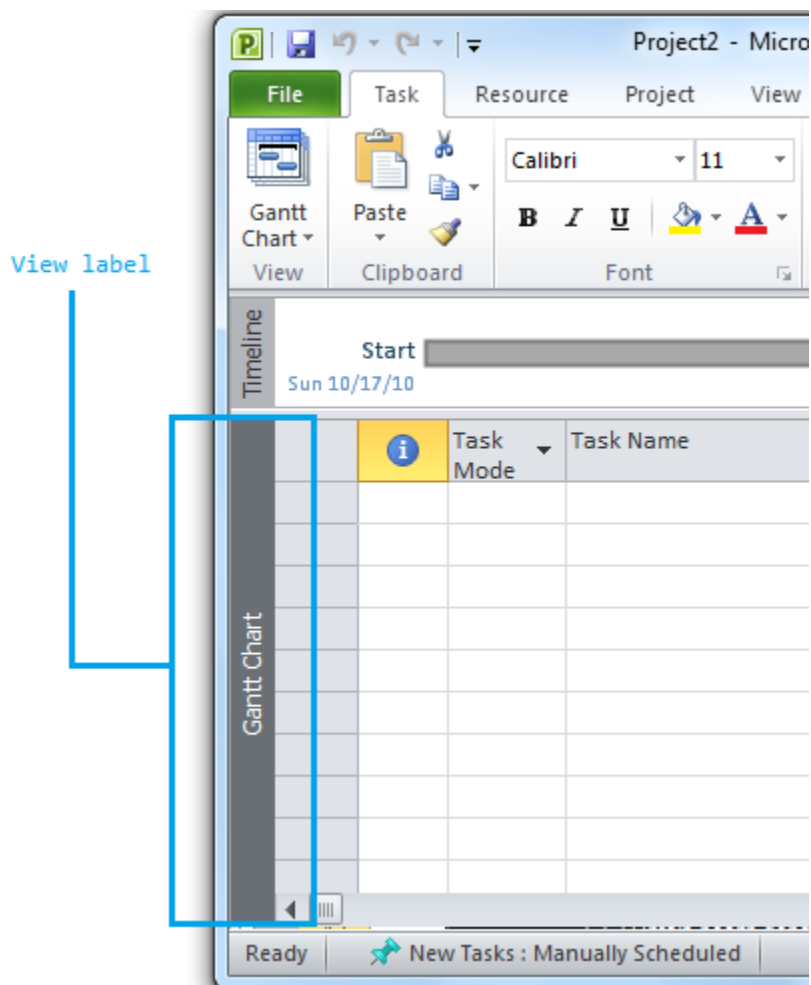 Project2 - Micro
File Task Resource Project View
Calibri 11
Gantt Chart
Paste
B I U A
View Clipboard Font
View label
Timeline
Start
Sun 10/17/10
Task Mode
Task Name
Gantt Chart
Ready
New Tasks : Manually Scheduled